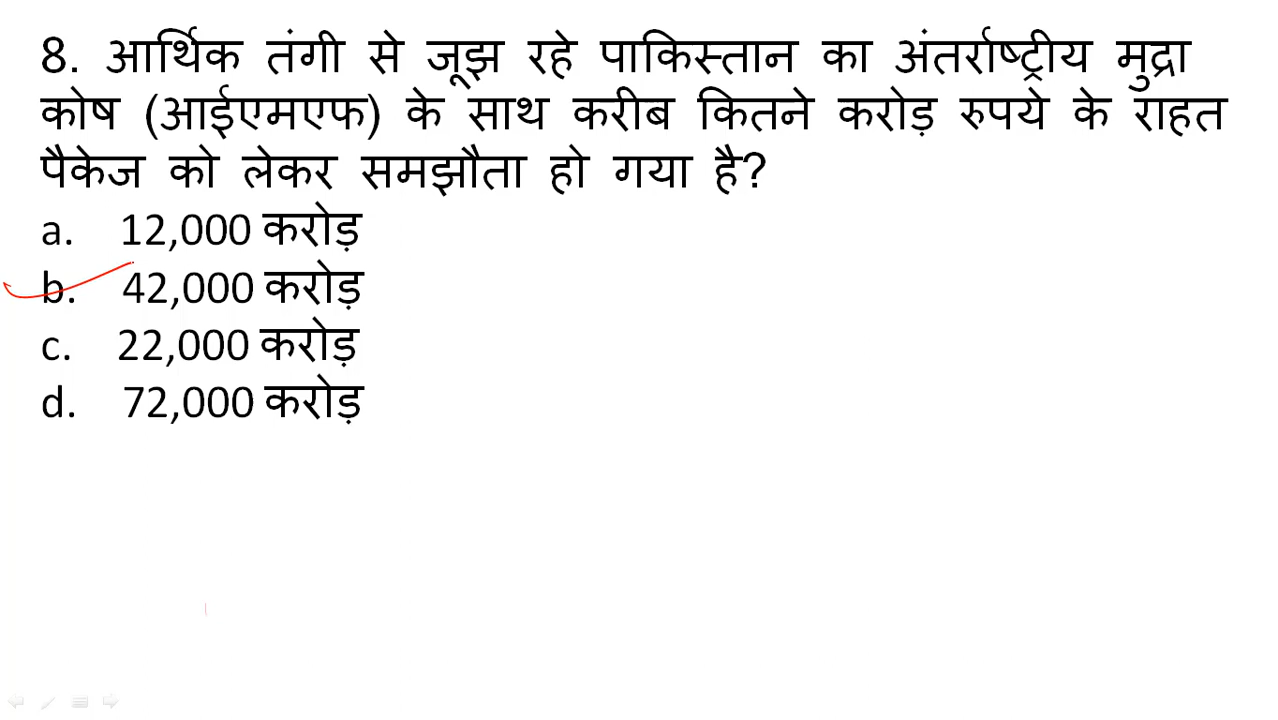 8. आर्थिक तंगी से जूझ रहे पाकिस्तान का अंतर्राष्ट्रीय मुद्रा
कोष (आईएमएफ) के साथ करीब कितने करोड़ रुपये के राहत
पैकेज को लेकर समझौता हो गया है?
a. 12,000 करोड़
b. 42,000 करोड़
c. 22,000 करोड़
d. 72,000 करोड़